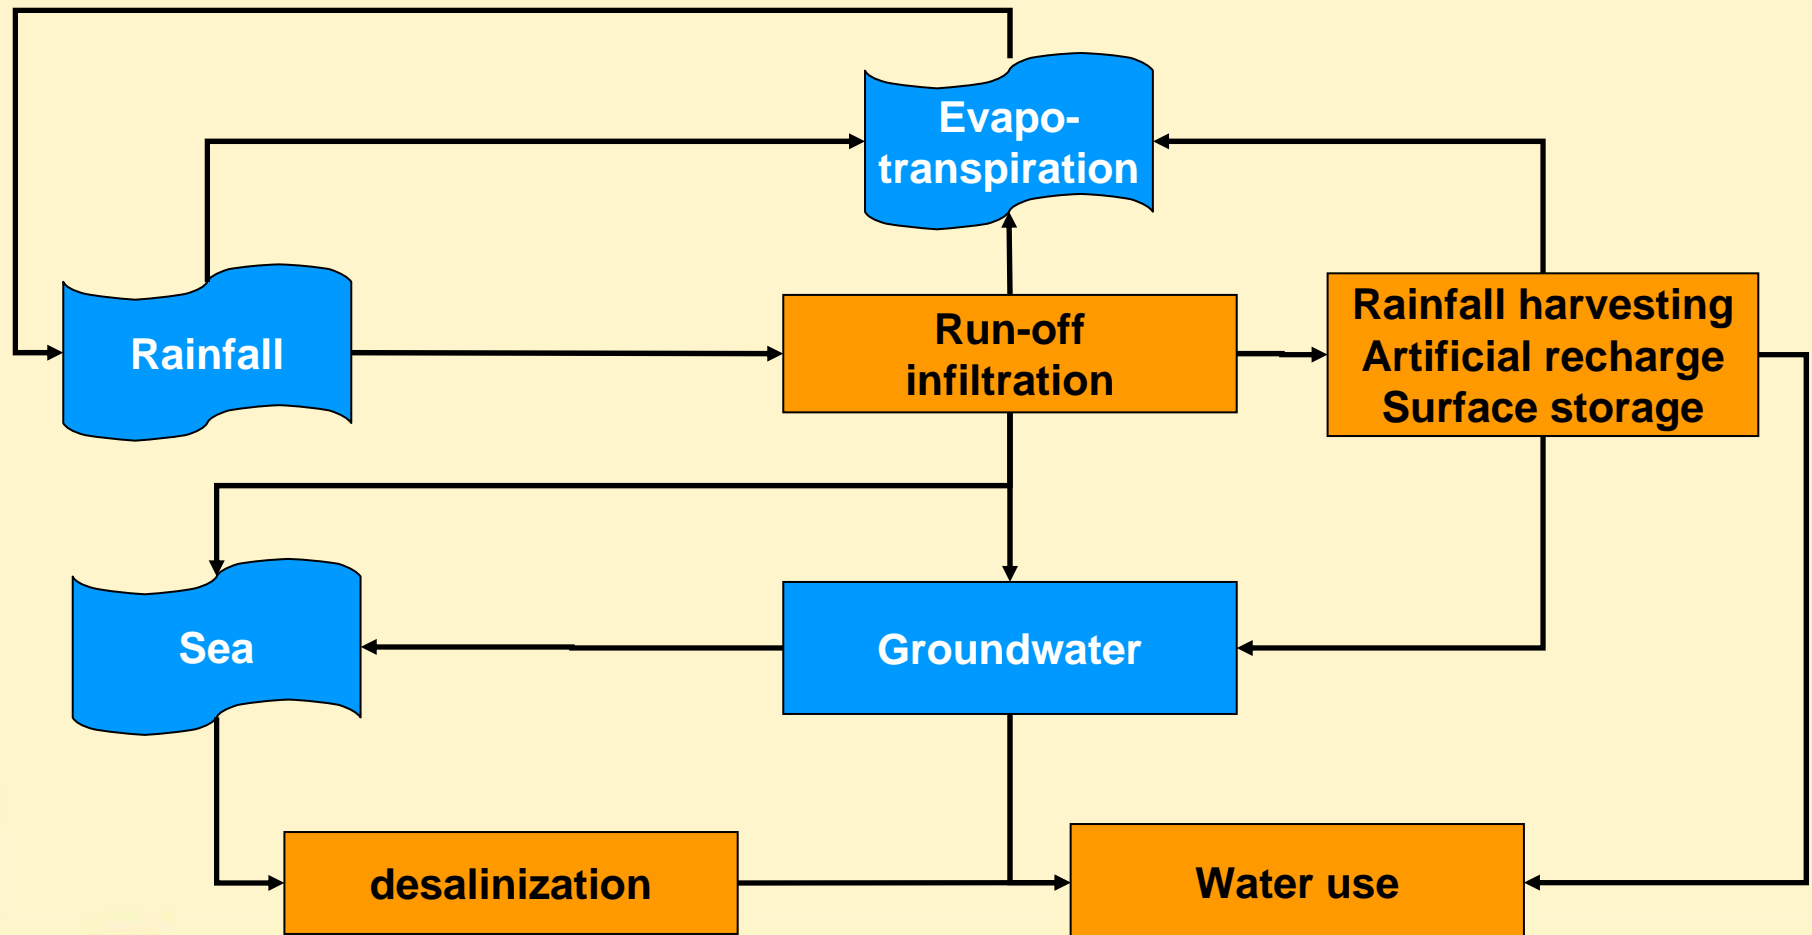 Evapo-
transpiration
Rainfall
Run-off
infiltration
Rainfall harvesting
Artificial recharge
Surface storage
Sea
Groundwater
desalinization
Water use